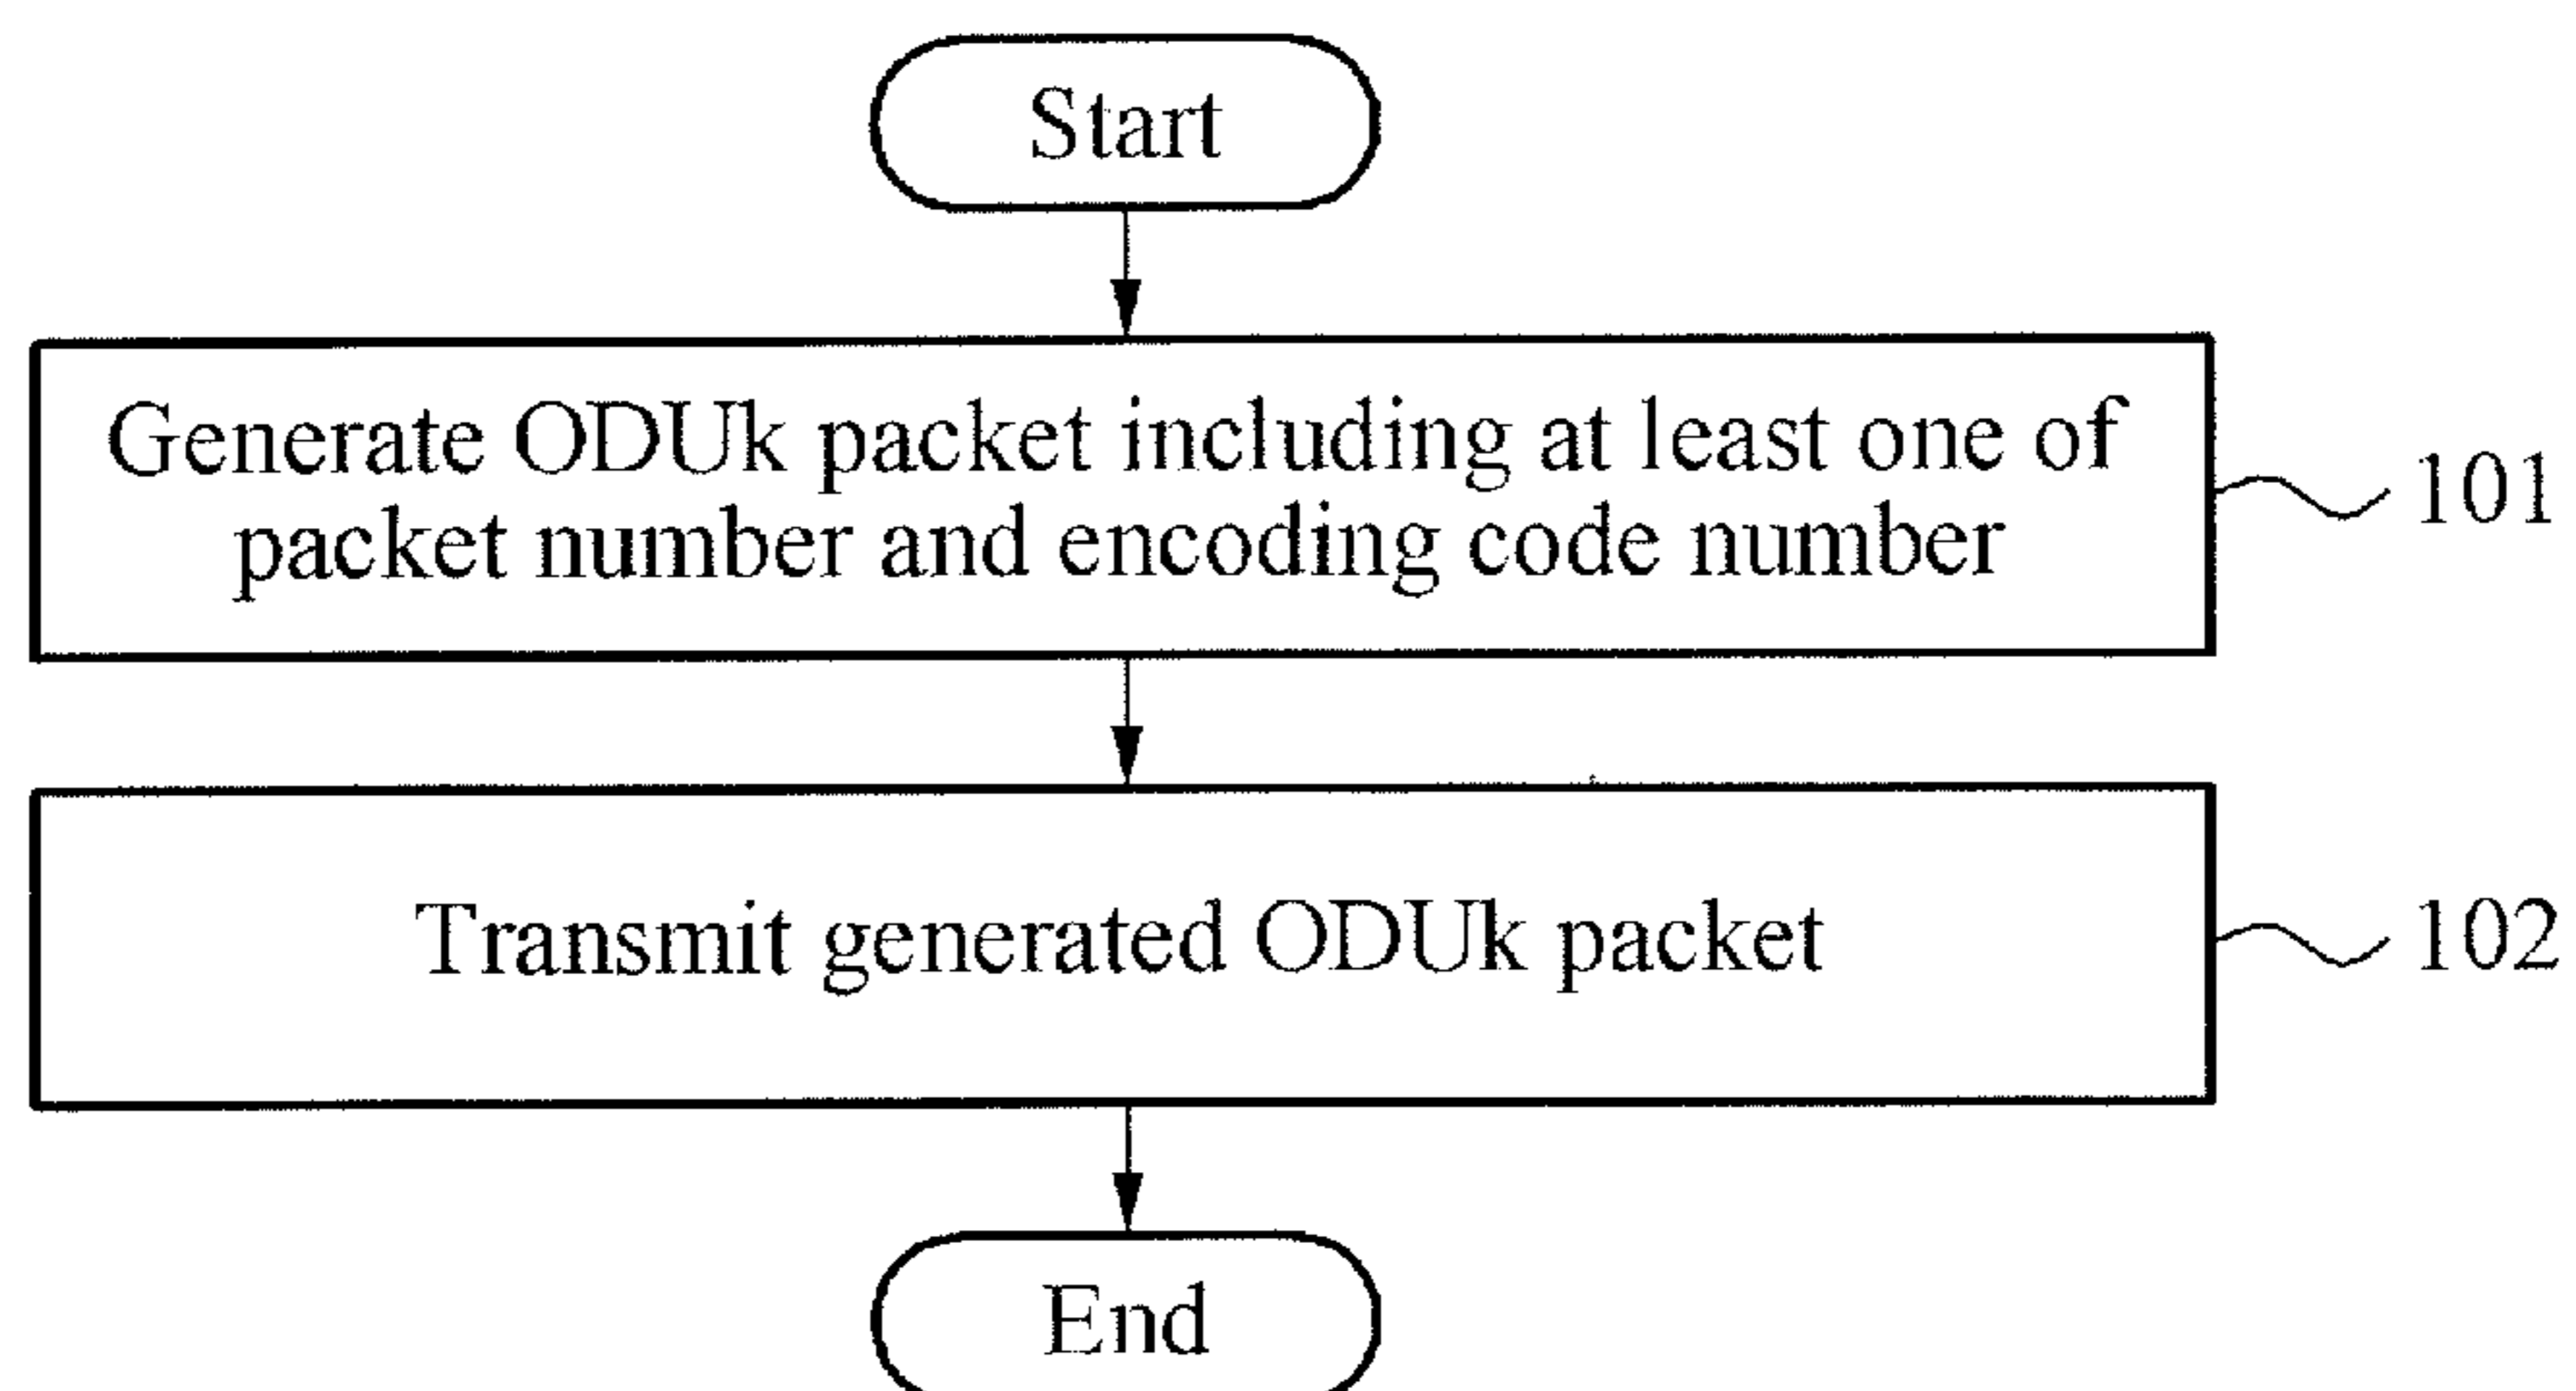 Start
Generate ODUk packet including at least one of
packet number and encoding code number
101
Transmit generated ODUk packet
102
End